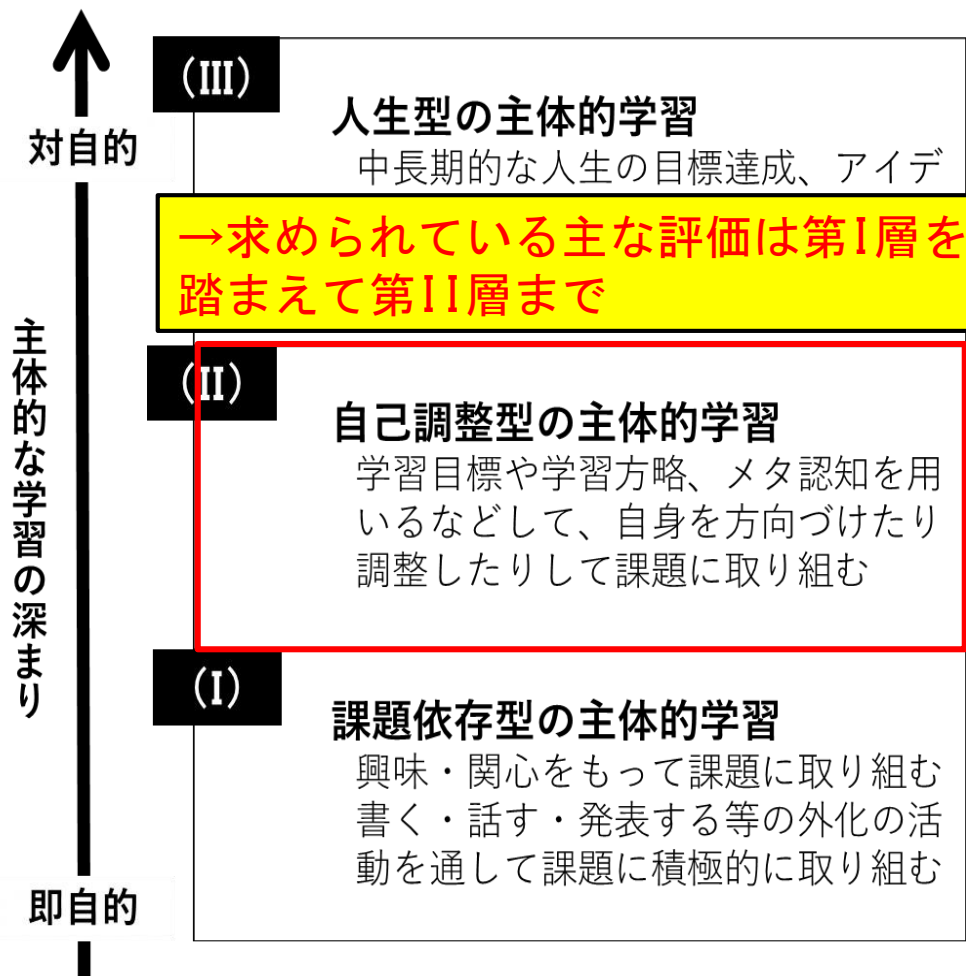 対自的
主体的な学習の深まり
即自的
(III)
人生型の主体的学習
中長期的な人生の目標達成、アイデ
→求められている主な評価は第I層を
踏まえて第II層まで
(II)
自己調整型の主体的学習
学習目標や学習方略、メタ認知を用
いるなどして、自身を方向づけたり
調整したりして課題に取り組む
(I)
課題依存型の主体的学習
興味・関心をもって課題に取り組む
書く・話す・発表する等の外化の活
動を通して課題に積極的に取り組む